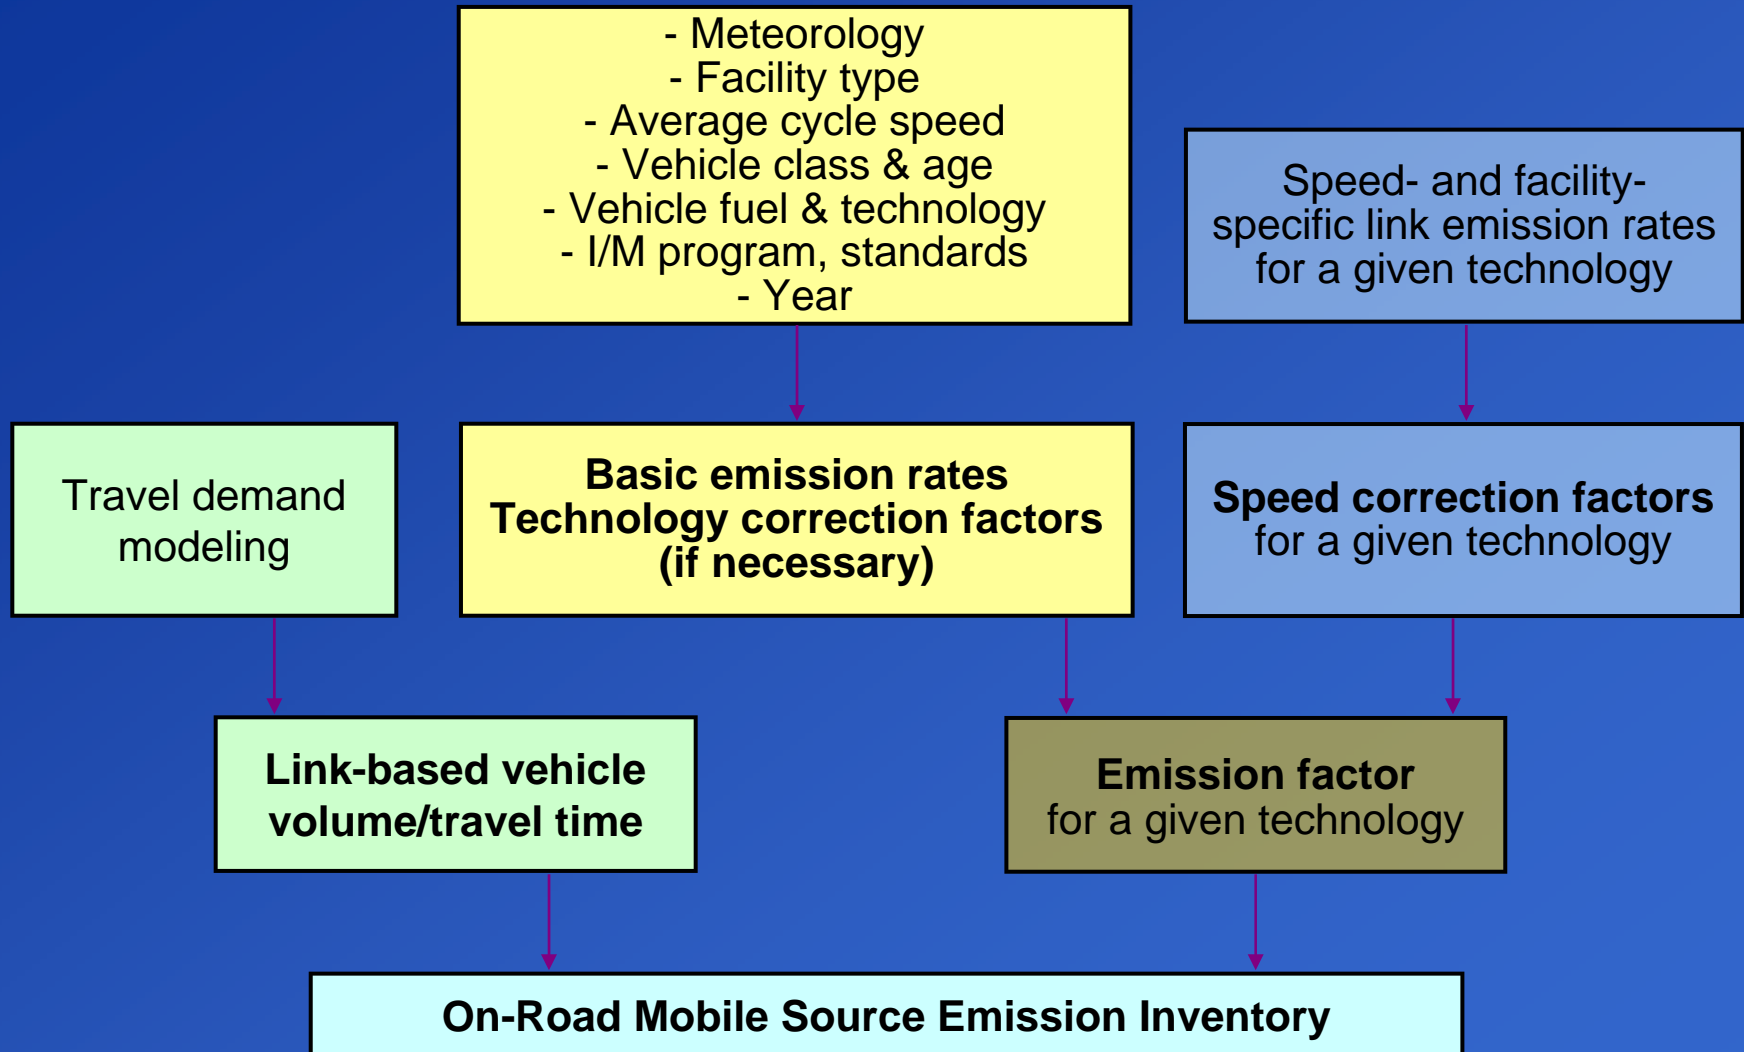 - Meteorology
- Facility type
- Average cycle speed
- Vehicle class & age
- Vehicle fuel & technology
- I/M program, standards
- Year
Speed- and facility-
specific link emission rates
for a given technology
Travel demand
modeling
Basic emission rates
Technology correction factors
(if necessary)
Speed correction factors
for a given technology
Link-based vehicle
volume/travel time
Emission factor
for a given technology
On-Road Mobile Source Emission Inventory